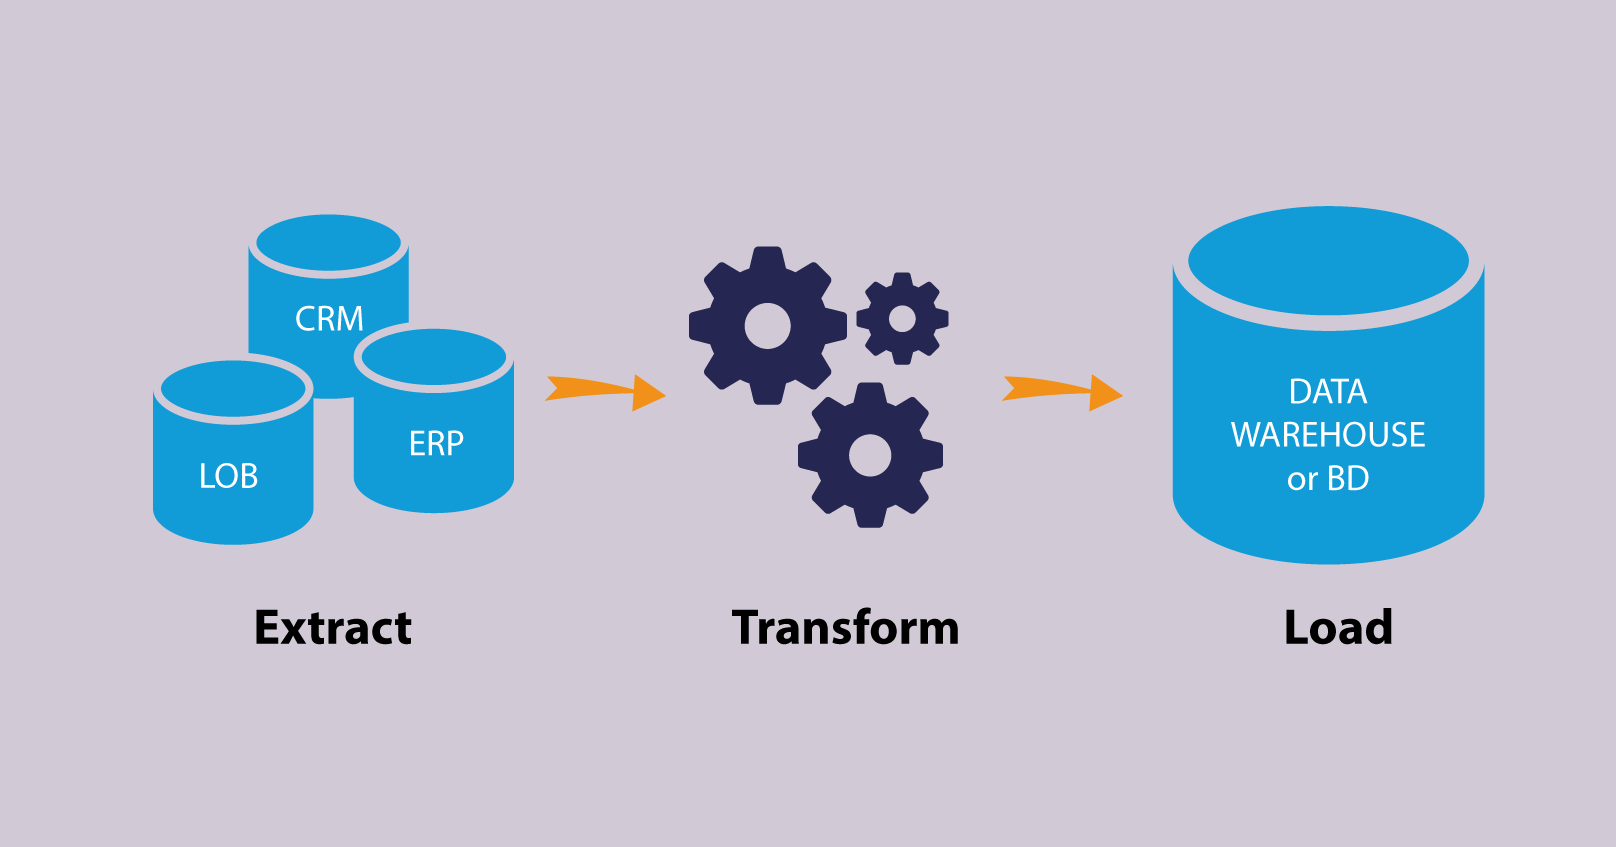 CRM
LOB
ERP
Extract
Transform
DATA
WAREHOUSE
or BD
Load